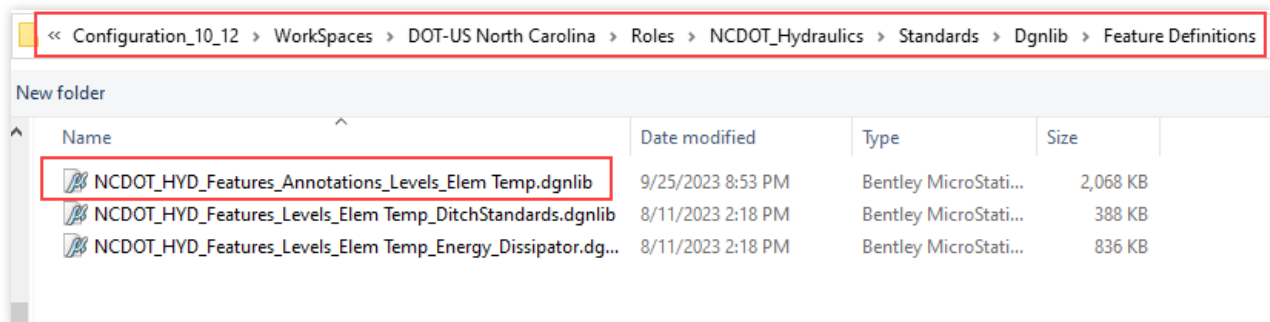 « Configuration_10_12 > WorkSpaces > DOT-US North Carolina > Roles > NCDOT_Hydraulics > Standards > Dgnlib > Feature Definitions
New folder
Name Date modified Type Size
NCDOT_HYD_Features_Annotations_Levels_Elem Temp.dgnlib 9/25/2023 8:53 PM Bentley MicroStati... 2,068 KB
NCDOT_HYD_Features_Levels_Elem Temp_DitchStandards.dgnlib 8/11/2023 2:18 PM Bentley MicroStati... 388 KB
NCDOT_HYD_Features_Levels_Elem Temp_Energy_Dissipator.dg... 8/11/2023 2:18 PM Bentley MicroStati... 836 KB